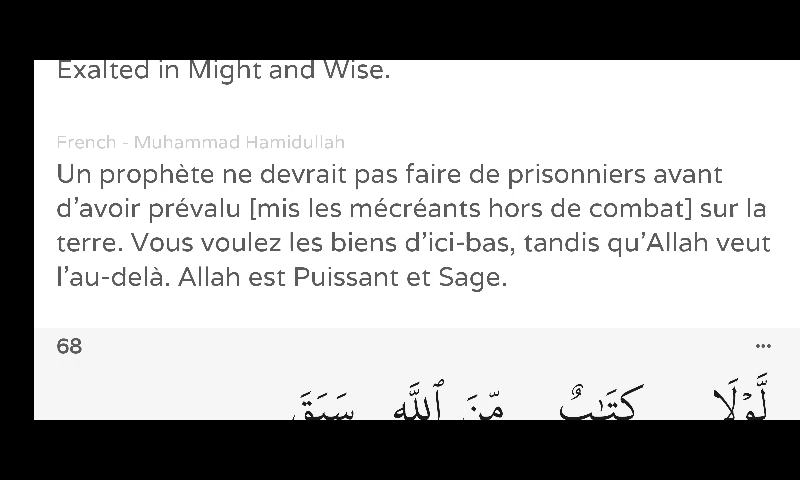 Exalted in Might and Wise.
French - Muhammad Hamidullah
Un prophète ne devrait pas faire de prisonniers avant
d’avoir prévalu [mis les mécréants hors de combat] sur la
terre. Vous voulez les biens d’ici-bas, tandis qu’Allah veut
l’au-delà. Allah est Puissant et Sage.
68 ...
لَّوْلَا كِتَـٰبٌ مِّنَ ٱللَّهِ سَبَقَ